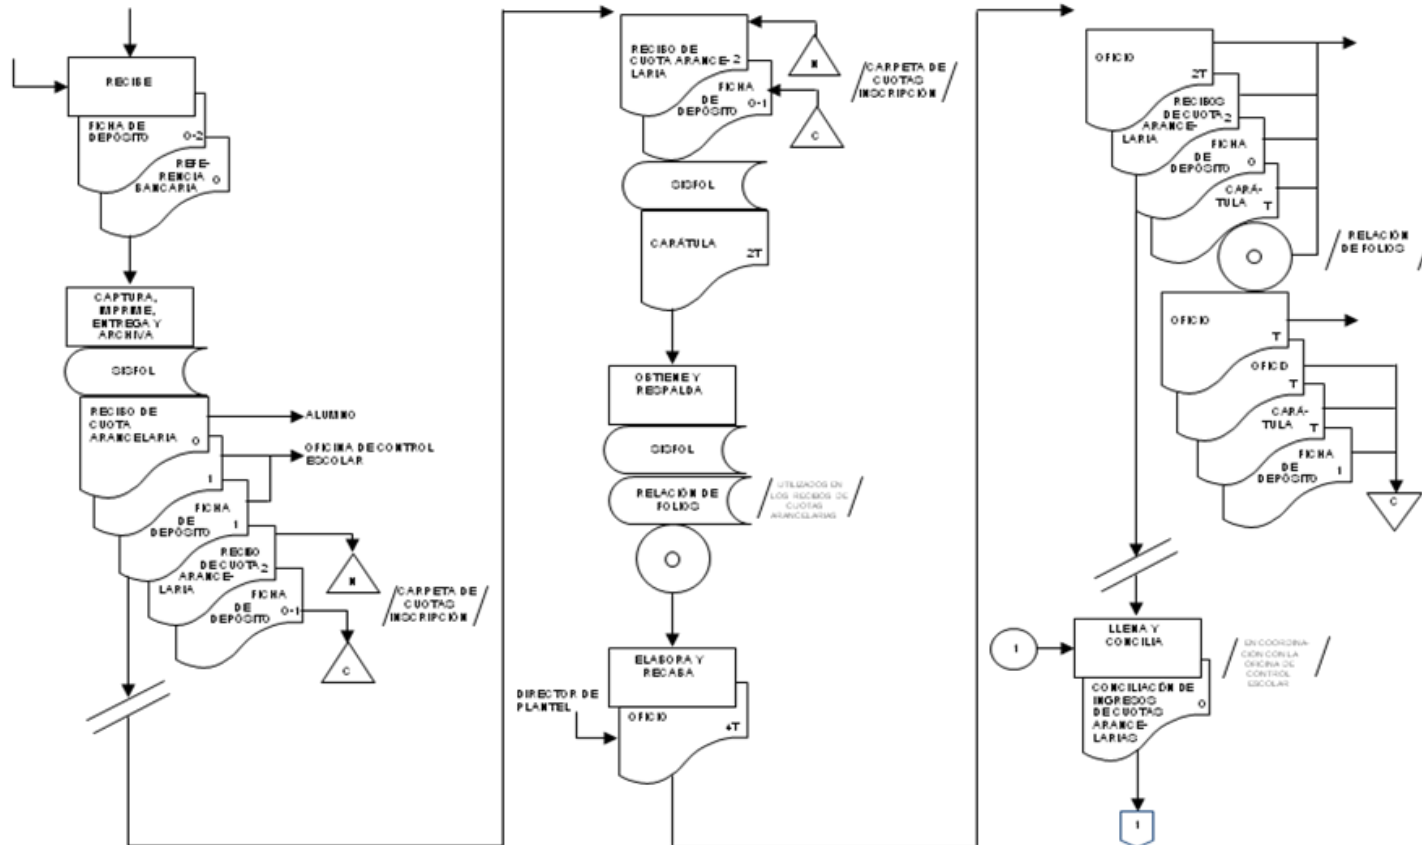 RECIBE
FICHA DE
DEPÓSITO
0-2
REFE-
RENCIA
BANCARIA
0
CAPTURA,
IMPRIME,
ENTREGA Y
ARCHIVA
SISFOL
RECIBO DE
CUOTA
ARANCELARIA
0
ALUMNO
1
OFICINA DE CONTROL
ESCOLAR
FICHA
DE
DEPÓSITO
1
RECIBO
DE CUOTA
ARANCE-
LARIA
2
N
FICHA
DE
DEPÓSITO
0-1
C
CARPETA DE
CUOTAS
INSCRIPCIÓN
RECIBO DE
CUOTA ARANCE-
LARIA
2
N
FICHA
DE
DEPÓSITO
0-1
C
CARPETA DE
CUOTAS
INSCRIPCIÓN
SISFOL
CARÁTULA
2T
OBTIENE Y
RESPALDA
SISFOL
RELACIÓN DE
FOLIOS
UTILIZADOS EN
LOS RECIBOS DE
CUOTAS
ARANCELARIAS
ELABORA Y
RECABA
DIRECTOR DE
PLANTEL
OFICIO
4T
OFICIO
2T
RECIBOS
DE CUOTA
ARANCE-
LARIA
2
FICHA
DE
DEPÓSITO
0
CARÁ-
TULA
T
RELACIÓN
DE FOLIOS
OFICIO
T
OFICIO
T
CARÁ-
TULA
T
FICHA
DE
DEPÓSITO
1
C
1
LLENA Y
CONCILIA
EN COORDINA-
CIÓN CON LA
OFICINA DE
CONTROL
ESCOLAR
CONCILIACIÓN DE
INGRESOS
DE CUOTAS
ARANCE-
LARIAS
0
1